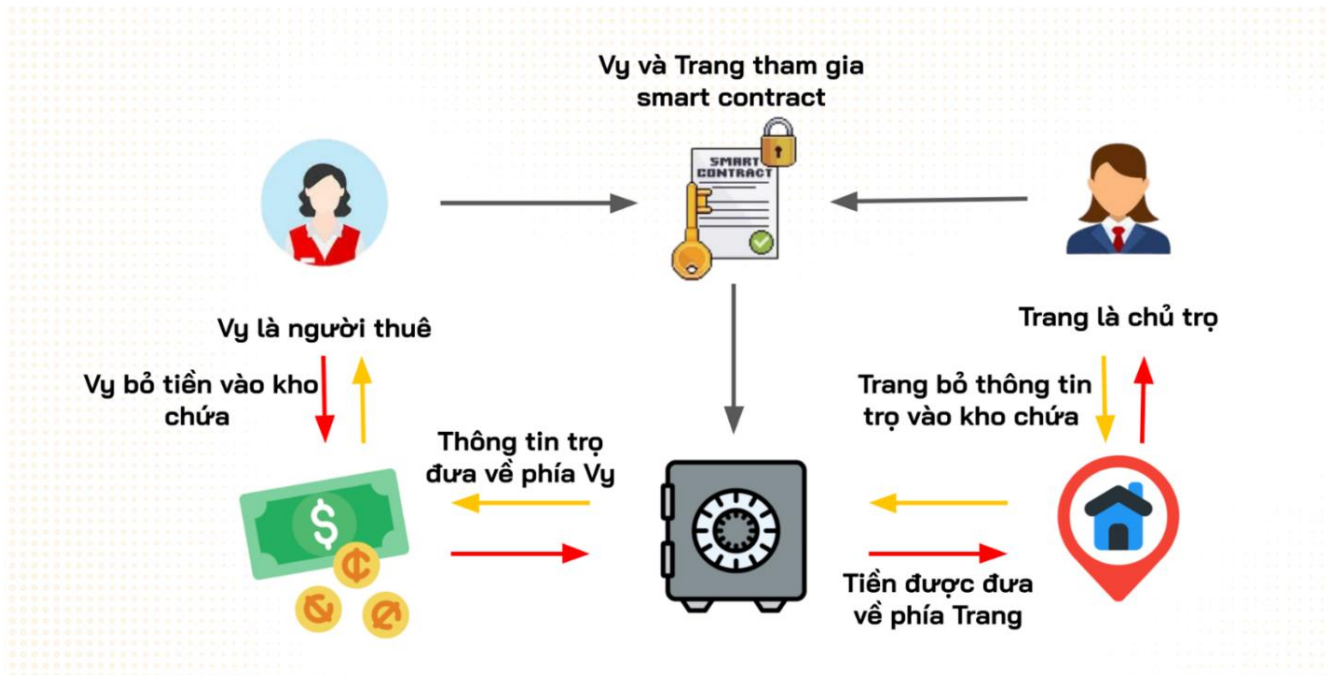 Vy và Trang tham gia
smart contract
SMART
CONTRACT
Vy là người thuê
Trang là chủ trọ
Vy bỏ tiền vào kho
chứa
Trang bỏ thông tin
trọ vào kho chứa
Thông tin trọ
đưa về phía Vy
$
Tiền được đưa
về phía Trang